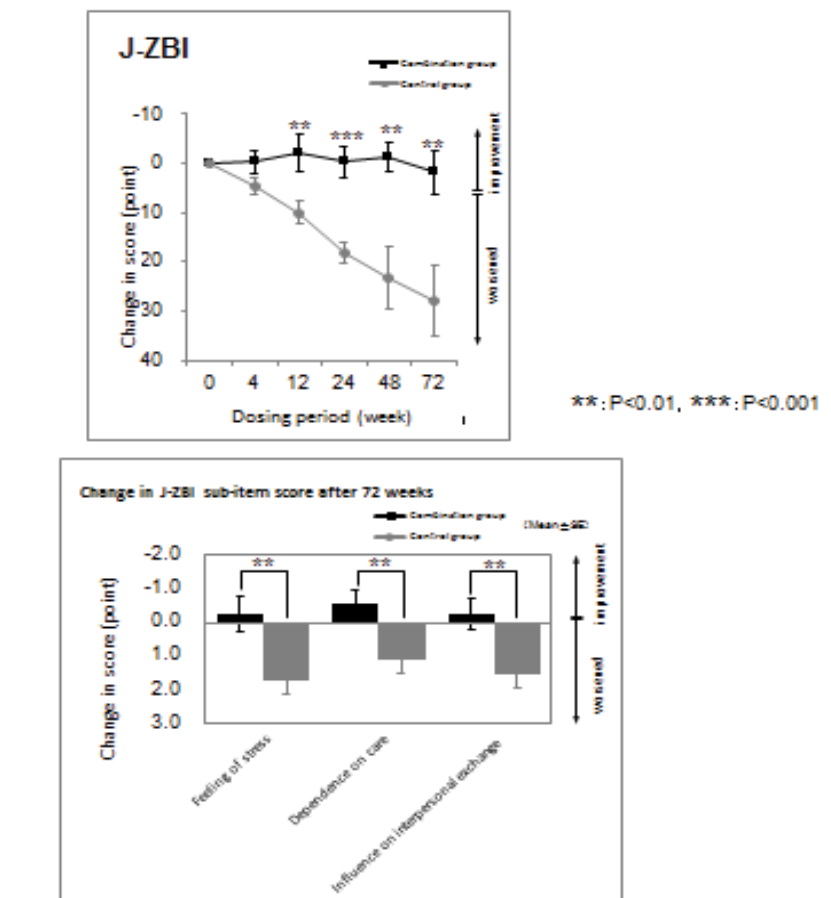 J-ZBI
Combination group
Control group
-10
0
10
20
30
40
Change in score (point)
** *** ** **
improvement
worsened
0 4 12 24 48 72
Dosing period (week)
**: P<0.01, ***: P<0.001
Change in J-ZBI sub-item score after 72 weeks
Combination group
Control group
(Mean±SE)
-2.0
-1.0
0.0
1.0
2.0
3.0
Change in score (point)
** ** **
improvement
worsened
Feeling of stress
Dependence on care
Influence on interpersonal exchange